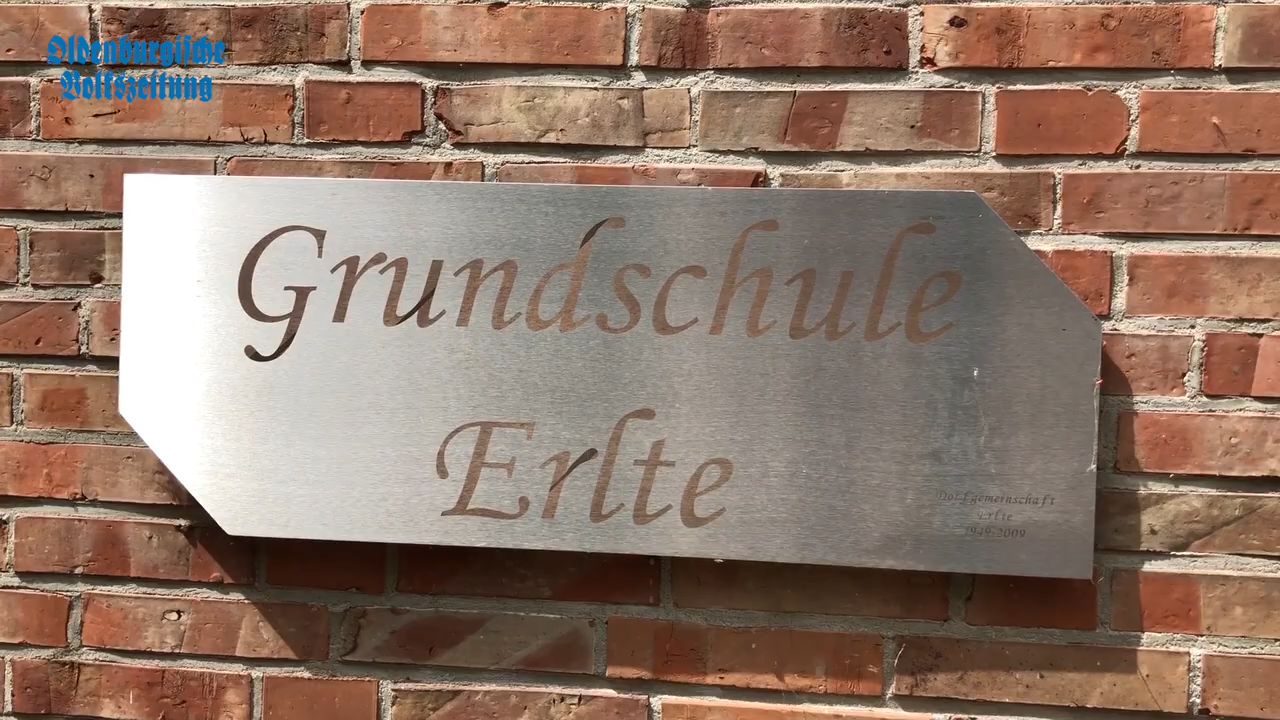 Oldenburgische
Volkszeitung
Grundschule
Erlte
Dorfgemeinschaft
Erlte
1949-2009